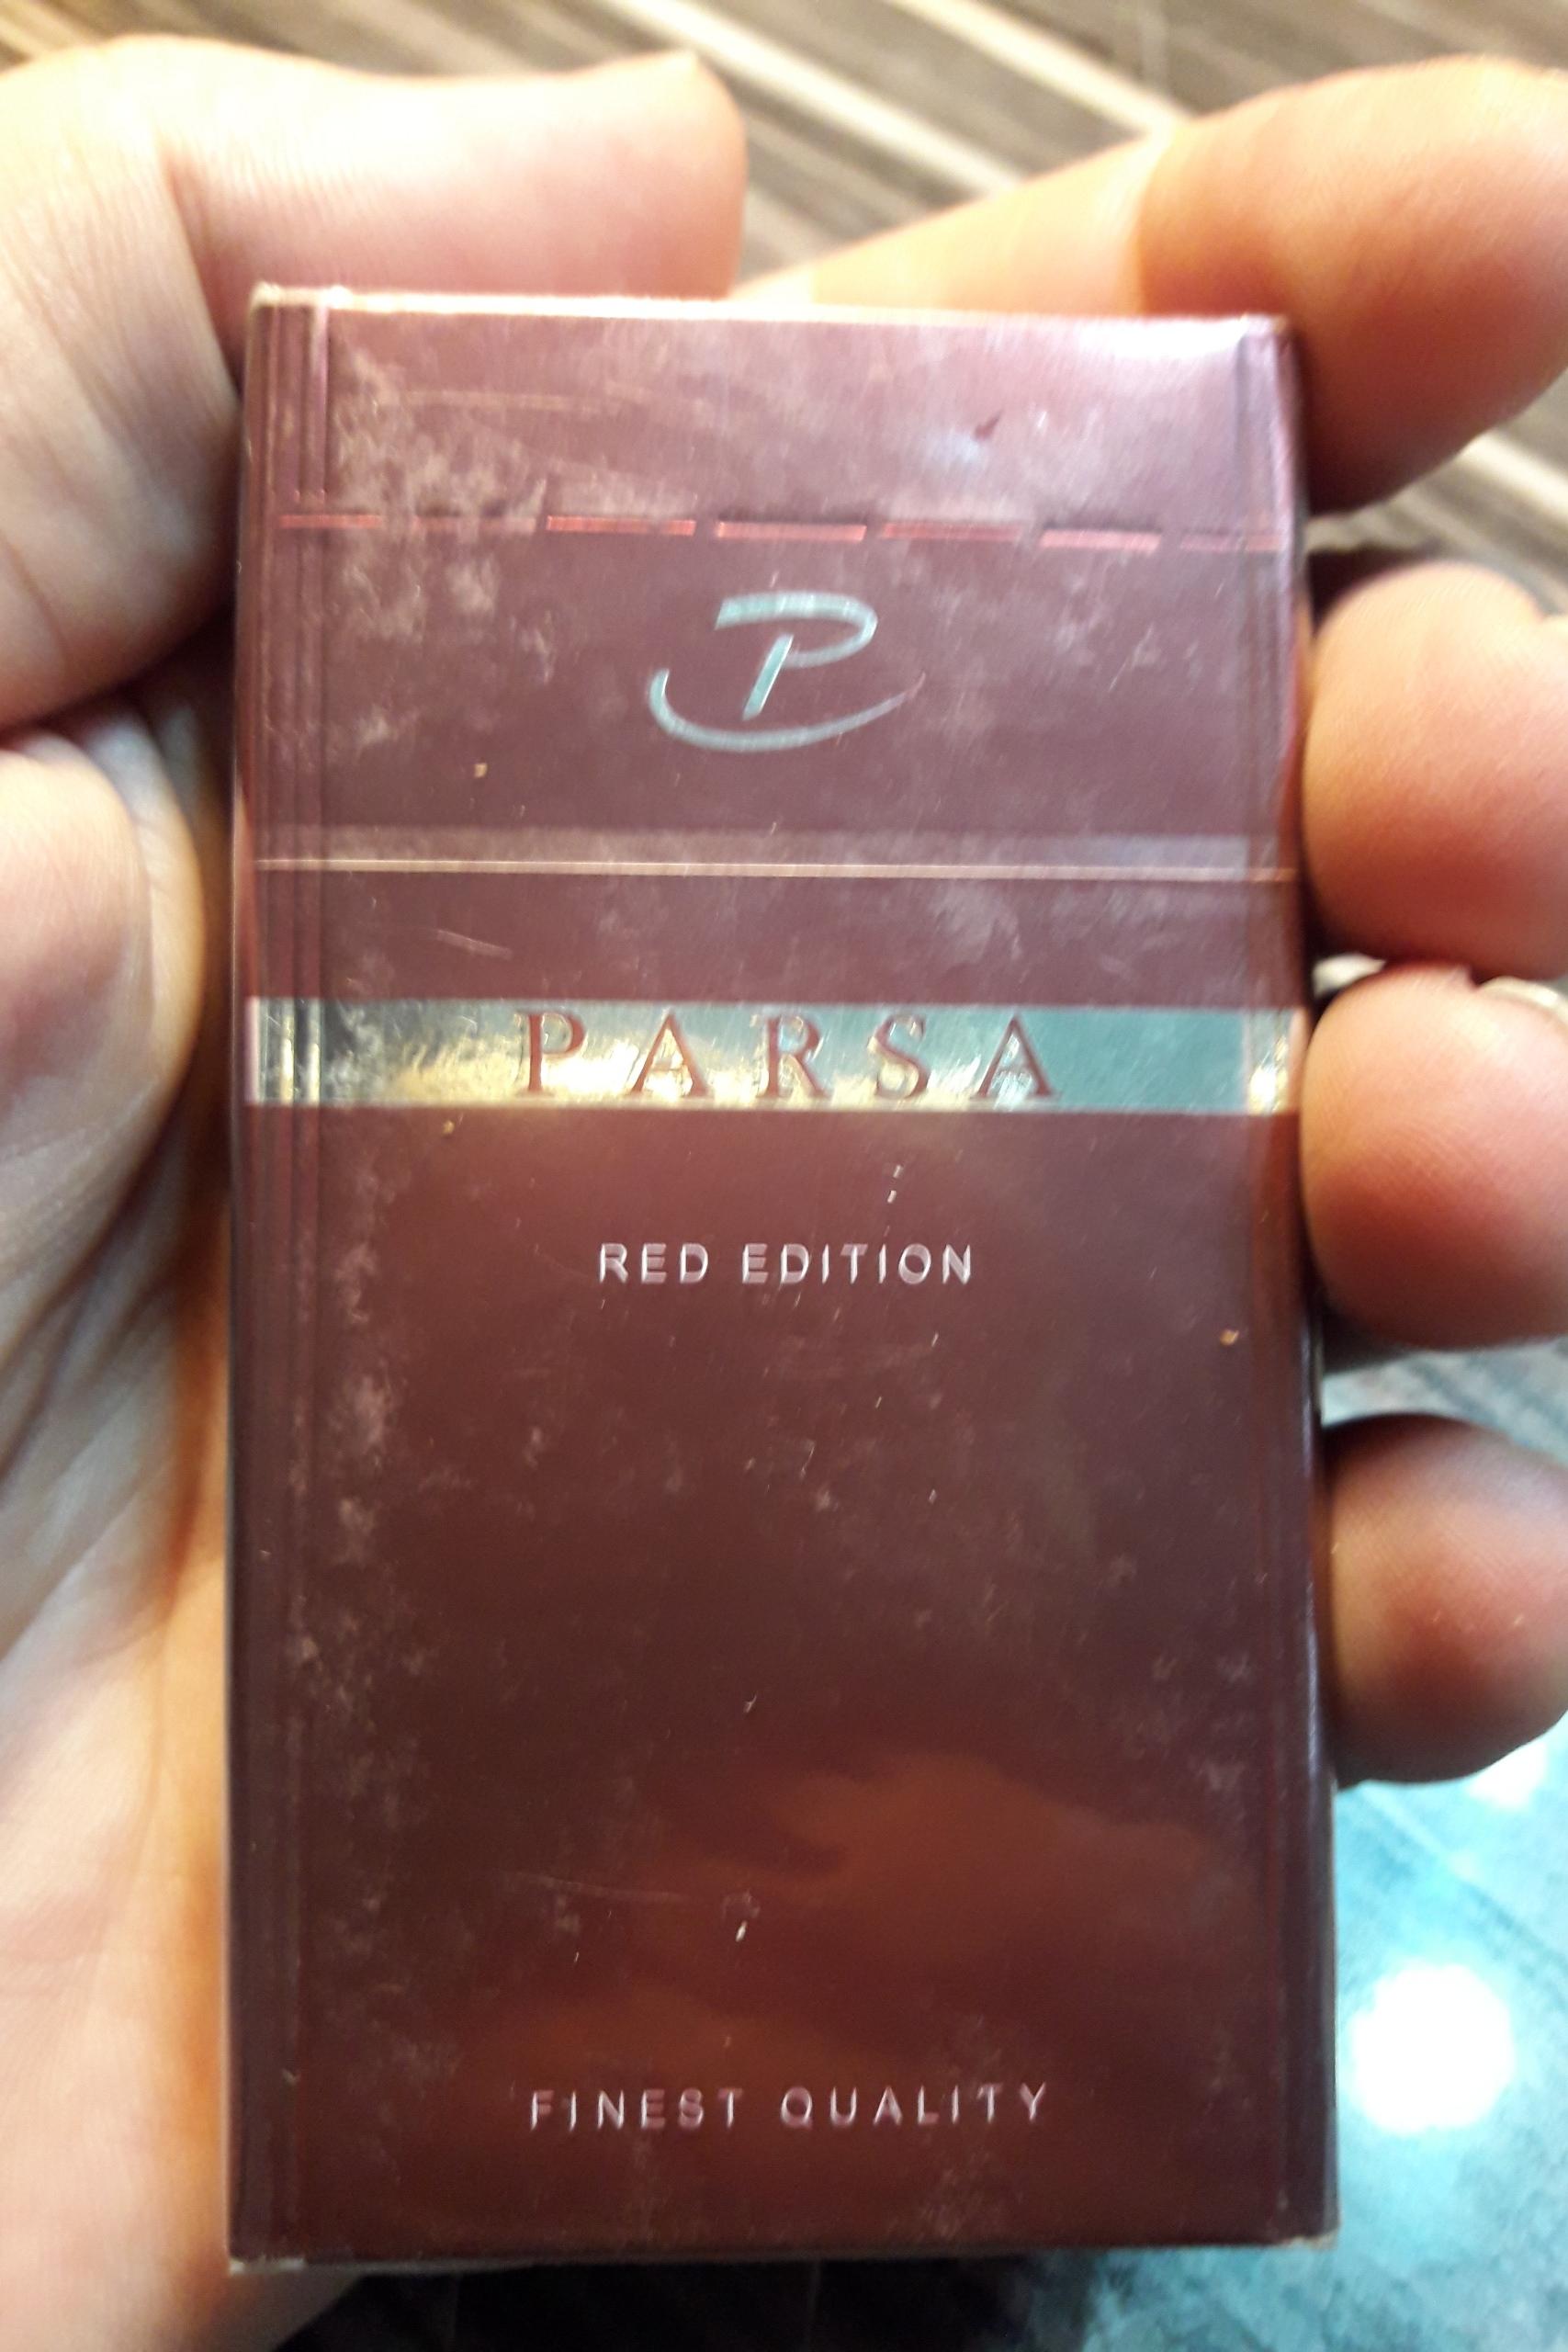 P
PARSA
RED EDITION
FINEST QUALITY